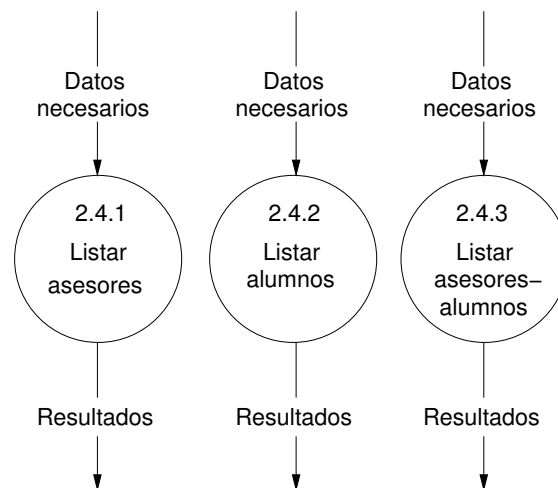 Datos
necesarios
Datos
necesarios
Datos
necesarios
2.4.1
Listar
asesores
2.4.2
Listar
alumnos
2.4.3
Listar
asesores−
alumnos
Resultados
Resultados
Resultados